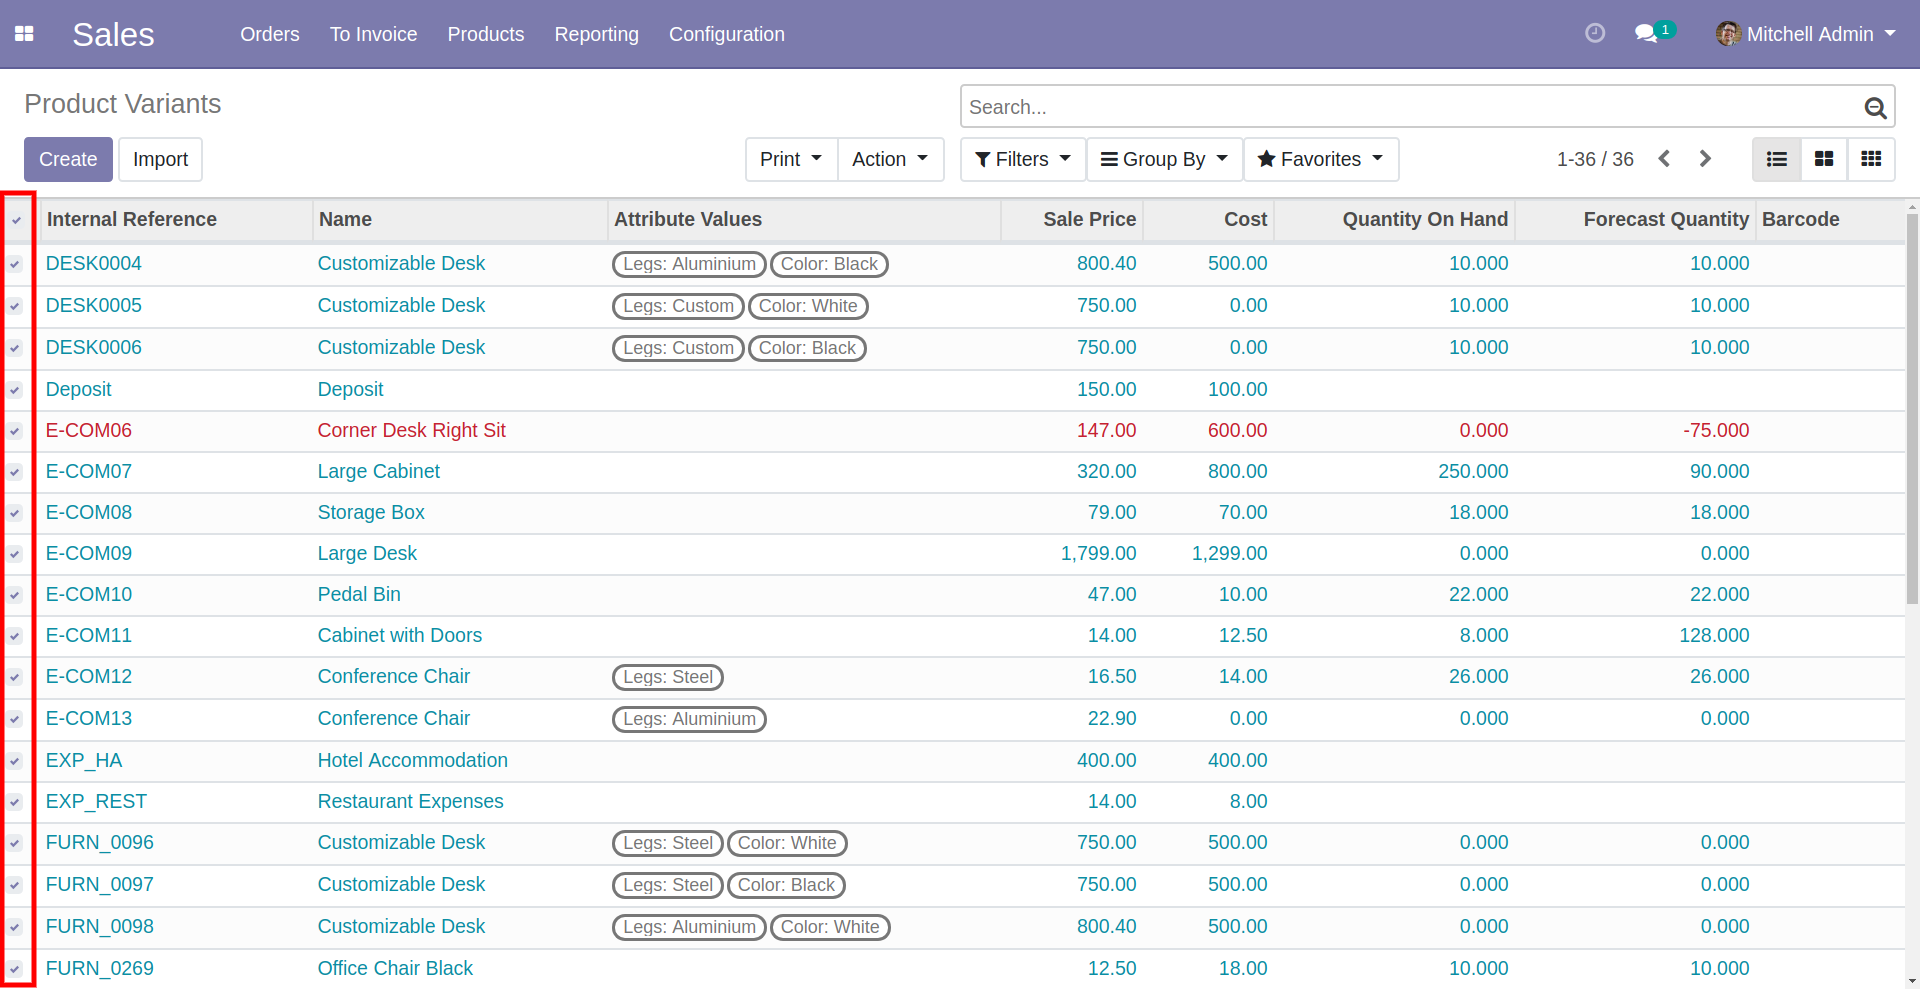 Sales Orders To Invoice Products Reporting Configuration 1 Mitchell Admin
Product Variants Search...
Create Import Print Action Filters Group By Favorites 1-36 / 36
Internal Reference Name Attribute Values Sale Price Cost Quantity On Hand Forecast Quantity Barcode
DESK0004 Customizable Desk Legs: Aluminium Color: Black 800.40 500.00 10.000 10.000
DESK0005 Customizable Desk Legs: Custom Color: White 750.00 0.00 10.000 10.000
DESK0006 Customizable Desk Legs: Custom Color: Black 750.00 0.00 10.000 10.000
Deposit Deposit 150.00 100.00
E-COM06 Corner Desk Right Sit 147.00 600.00 0.000 -75.000
E-COM07 Large Cabinet 320.00 800.00 250.000 90.000
E-COM08 Storage Box 79.00 70.00 18.000 18.000
E-COM09 Large Desk 1,799.00 1,299.00 0.000 0.000
E-COM10 Pedal Bin 47.00 10.00 22.000 22.000
E-COM11 Cabinet with Doors 14.00 12.50 8.000 128.000
E-COM12 Conference Chair Legs: Steel 16.50 14.00 26.000 26.000
E-COM13 Conference Chair Legs: Aluminium 22.90 0.00 0.000 0.000
EXP_HA Hotel Accommodation 400.00 400.00
EXP_REST Restaurant Expenses 14.00 8.00
FURN_0096 Customizable Desk Legs: Steel Color: White 750.00 500.00 0.000 0.000
FURN_0097 Customizable Desk Legs: Steel Color: Black 750.00 500.00 0.000 0.000
FURN_0098 Customizable Desk Legs: Aluminium Color: White 800.40 500.00 0.000 0.000
FURN_0269 Office Chair Black 12.50 18.00 10.000 10.000